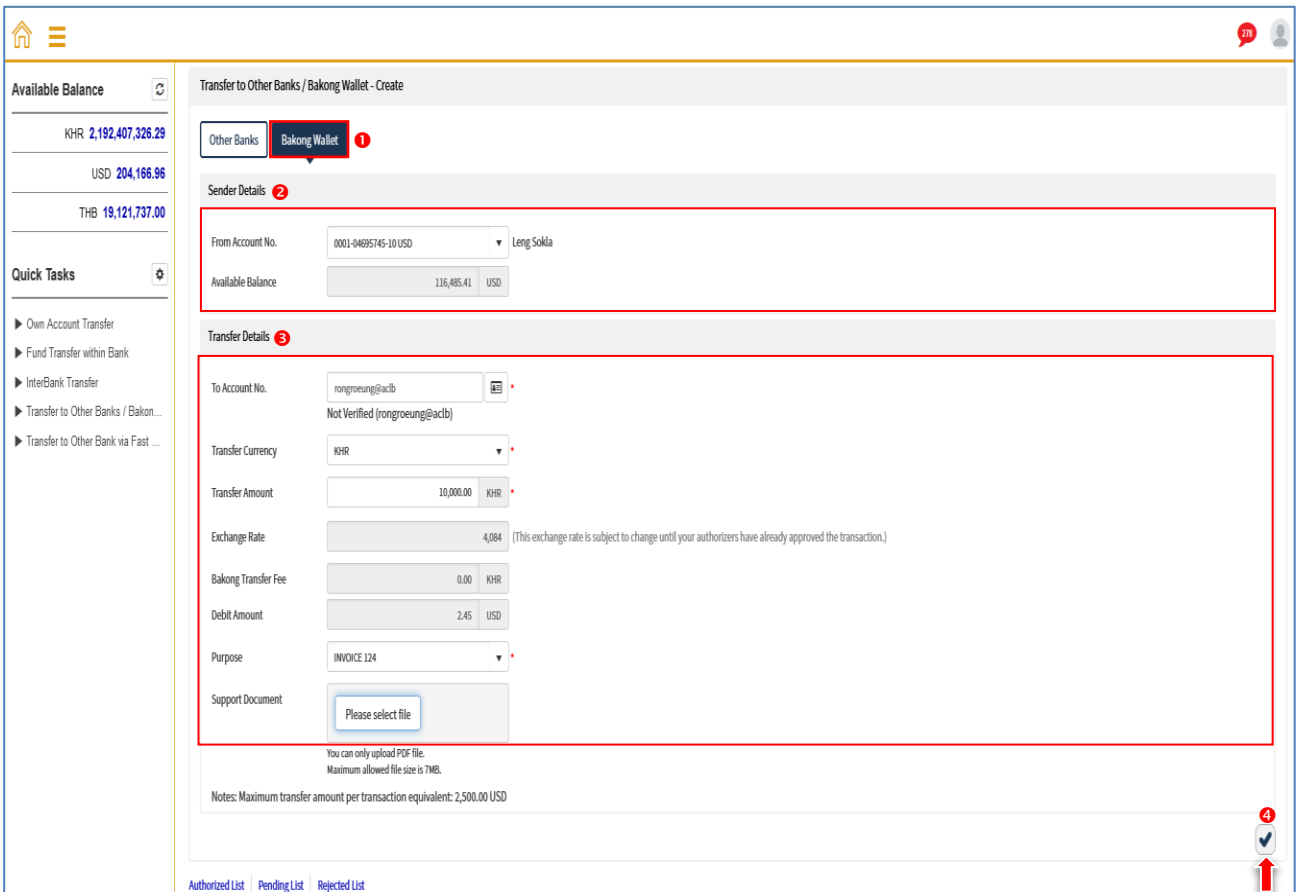 278
Available Balance
KHR 2,192,407,326.29
USD 204,166.96
THB 19,121,737.00
Quick Tasks
Own Account Transfer
Fund Transfer within Bank
InterBank Transfer
Transfer to Other Banks / Bakon...
Transfer to Other Bank via Fast ...
Transfer to Other Banks / Bakong Wallet - Create
Other Banks Bakong Wallet 1
Sender Details 2
From Account No. 0001-04695745-10 USD Leng Sokla
Available Balance 116,485.41 USD
Transfer Details 3
To Account No. rongroeung@aclb *
Not Verified (rongroeung@aclb)
Transfer Currency KHR *
Transfer Amount 10,000.00 KHR *
Exchange Rate 4,084 (This exchange rate is subject to change until your authorizers have already approved the transaction.)
Bakong Transfer Fee 0.00 KHR
Debit Amount 2.45 USD
Purpose INVOICE 124 *
Support Document Please select file
You can only upload PDF file.
Maximum allowed file size is 7MB.
Notes: Maximum transfer amount per transaction equivalent: 2,500.00 USD
4
Authorized List Pending List Rejected List